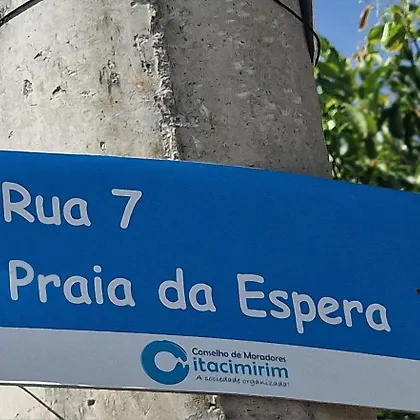 Rua 7
Praia da Espera
Conselho de Moradores
itacimirim
A sociedade organizada!